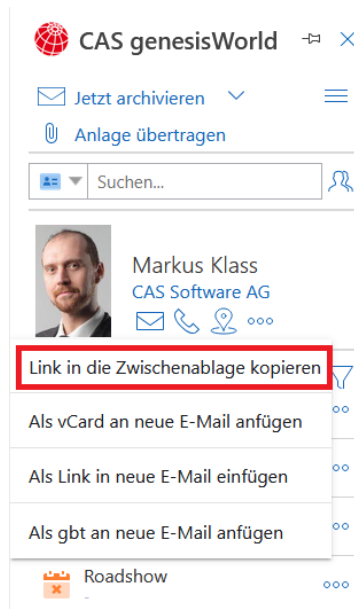 CAS genesisWorld
Jetzt archivieren
Anlage übertragen
Suchen...
Markus Klass
CAS Software AG
Link in die Zwischenablage kopieren
Als vCard an neue E-Mail anfügen
Als Link in neue E-Mail einfügen
Als gbt an neue E-Mail anfügen
Roadshow
-